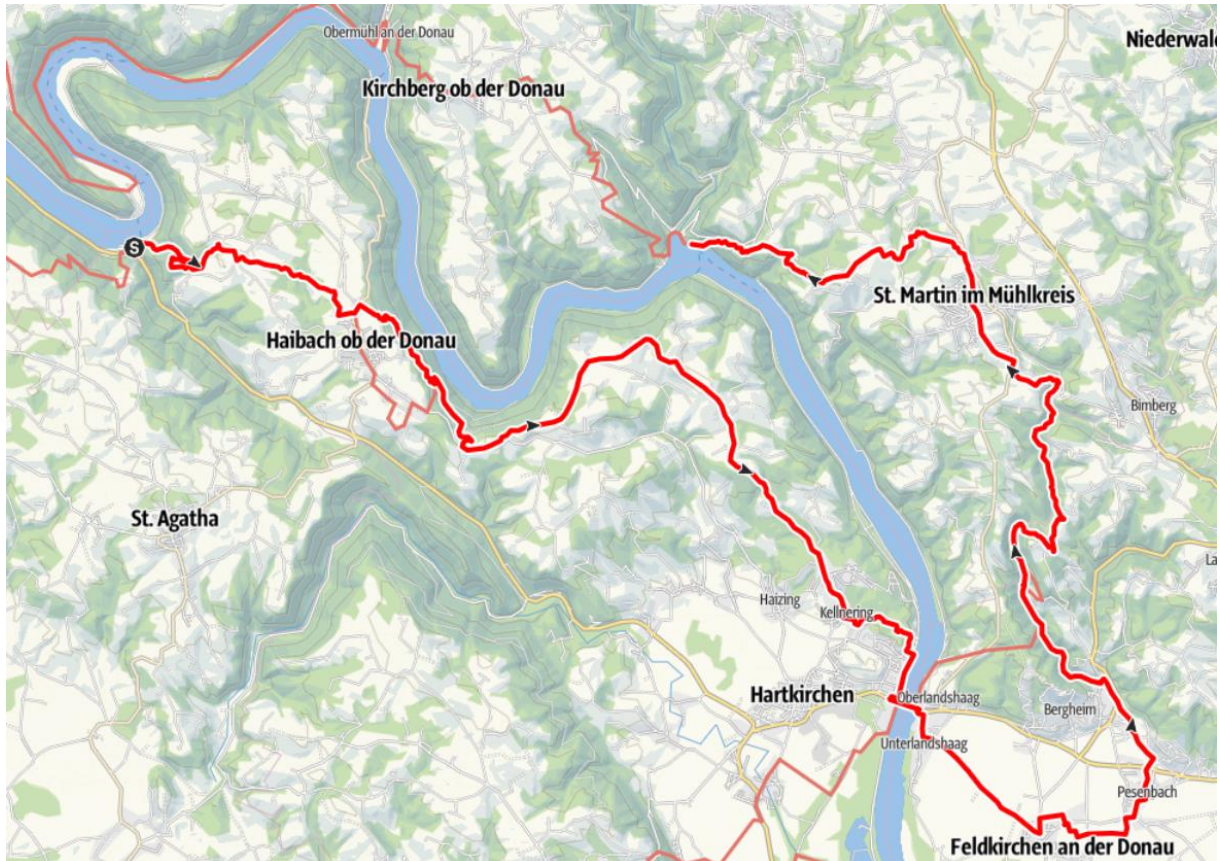 Obermühl an der Donau
Niederwald
Kirchberg ob der Donau
S
St. Martin im Mühlkreis
Haibach ob der Donau
Bimberg
St. Agatha
La
Haizing
Kellnering
Hartkirchen
Oberlandshaag
Bergheim
Unterlandshaag
Pesenbach
Feldkirchen an der Donau